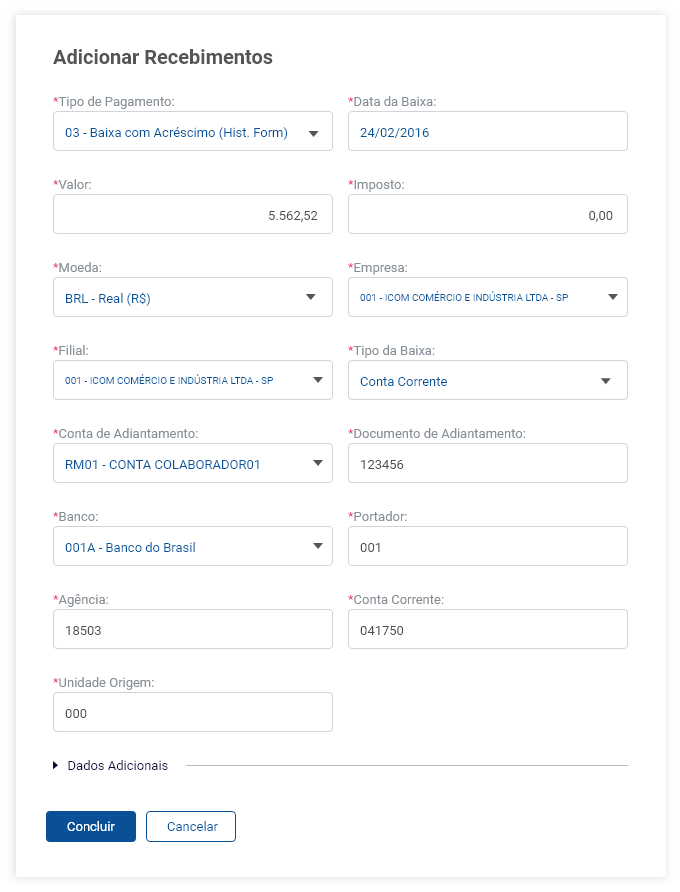 Adicionar Recebimentos
*Tipo de Pagamento: *Data da Baixa:
03 - Baixa com Acréscimo (Hist. Form) 24/02/2016
*Valor: *Imposto:
5.562,52 0,00
*Moeda: *Empresa:
BRL - Real (R$) 001 - ICOM COMÉRCIO E INDÚSTRIA LTDA - SP
*Filial: *Tipo da Baixa:
001 - ICOM COMÉRCIO E INDÚSTRIA LTDA - SP Conta Corrente
*Conta de Adiantamento: *Documento de Adiantamento:
RM01 - CONTA COLABORADOR01 123456
*Banco: *Portador:
001A - Banco do Brasil 001
*Agência: *Conta Corrente:
18503 041750
*Unidade Origem:
000
Dados Adicionais
Concluir Cancelar